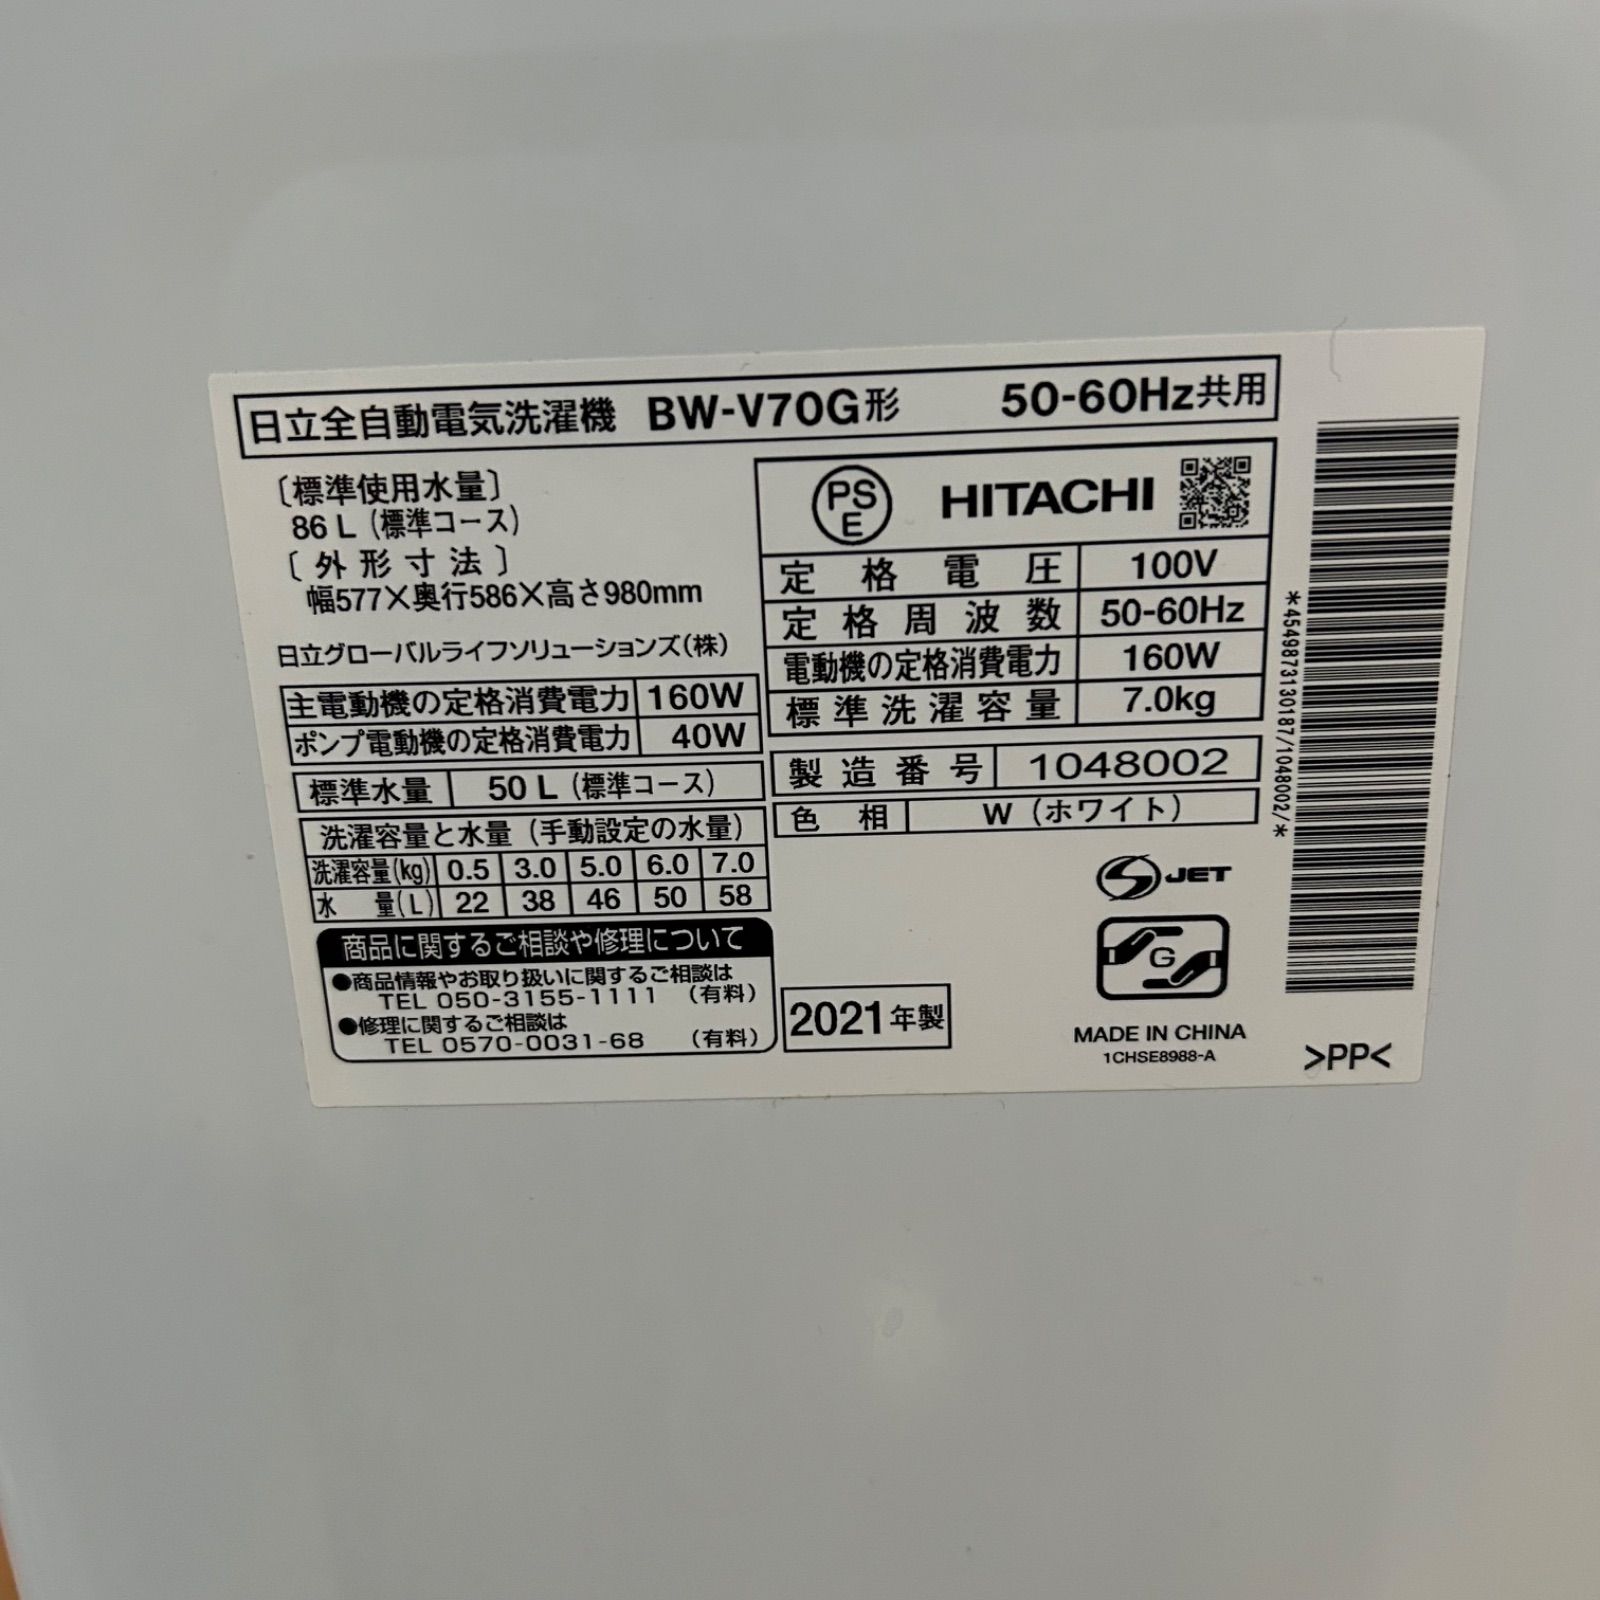 日立全自動電気洗濯機 BW-V70G形 50-60Hz共用
〔標準使用水量〕
86 L (標準コース)
〔外形寸法〕
幅577×奥行586×高さ980mm
日立グローバルライフソリューションズ(株)
主電動機の定格消費電力 160W
ポンプ電動機の定格消費電力 40W
標準水量 50 L (標準コース)
洗濯容量と水量 (手動設定の水量)
洗濯容量(kg) 0.5 3.0 5.0 6.0 7.0
水量(L) 22 38 46 50 58
商品に関するご相談や修理について
●商品情報やお取り扱いに関するご相談は
TEL 050-3155-1111 (有料)
●修理に関するご相談は
TEL 0570-0031-68 (有料)
PS
E
HITACHI
定格電圧 100V
定格周波数 50-60Hz
電動機の定格消費電力 160W
標準洗濯容量 7.0kg
製造番号 1048002
色相 W (ホワイト)
S JET
G
2021年製
MADE IN CHINA
1CHSE8988-A
*4549873130187/1048002/*
>PP<